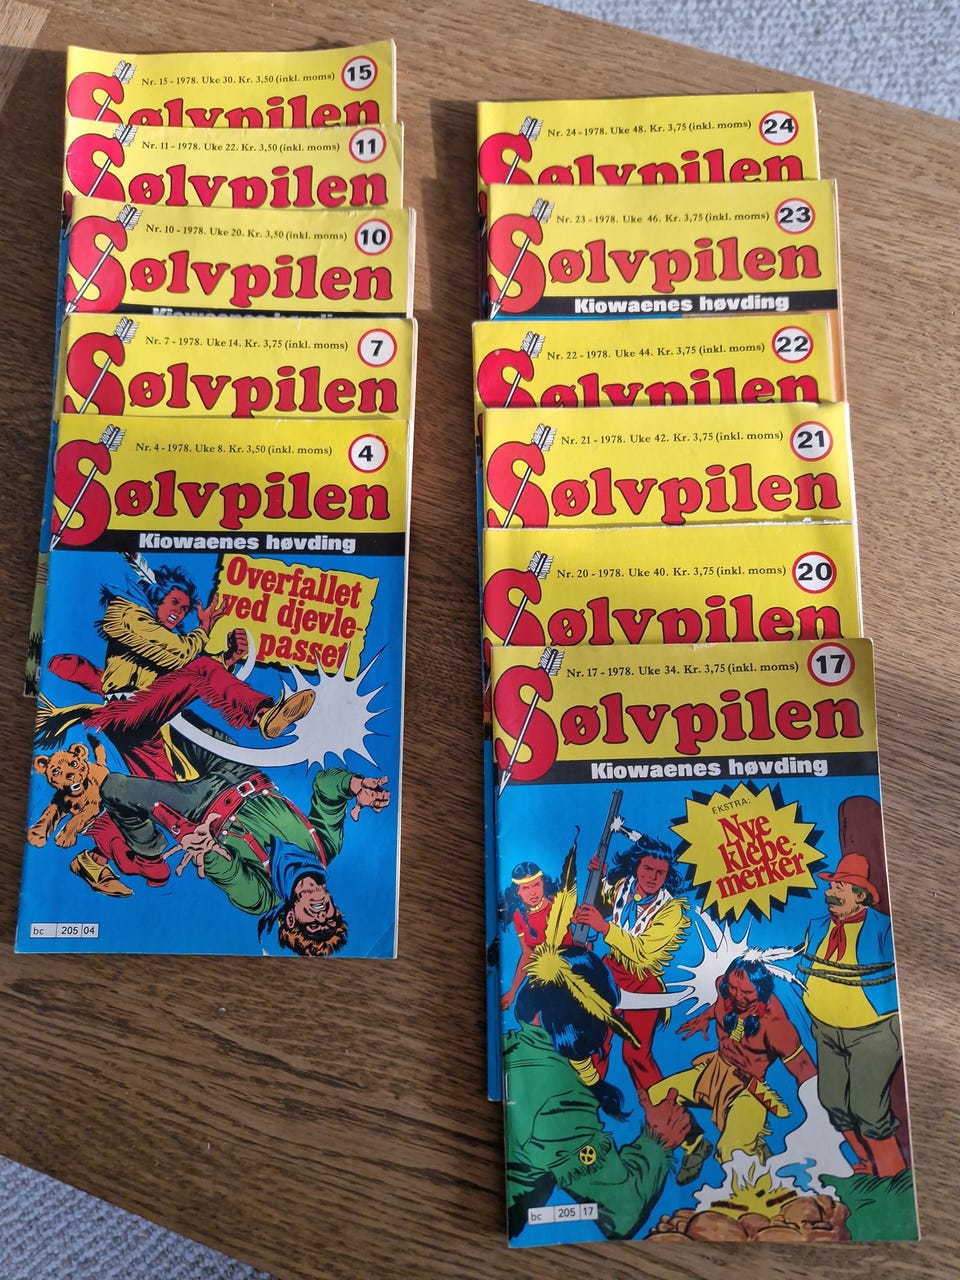 Nr. 15 - 1978. Uke 30. Kr. 3,50 (inkl. moms)
15
Sølvpilen
Nr. 11 - 1978. Uke 22. Kr. 3,50 (inkl. moms)
11
Sølvpilen
Nr. 10 - 1978. Uke 20. Kr. 3,50 (inkl. moms)
10
Sølvpilen
Kiowaenes høvding
Nr. 7 - 1978. Uke 14. Kr. 3,75 (inkl. moms)
7
Sølvpilen
Nr. 4 - 1978. Uke 8. Kr. 3,50 (inkl. moms)
4
Sølvpilen
Kiowaenes høvding
Overfallet
ved djevle-
passet
bc 205 04
Nr. 24 - 1978. Uke 48. Kr. 3,75 (inkl. moms)
24
Sølvpilen
Nr. 23 - 1978. Uke 46. Kr. 3,75 (inkl. moms)
23
Sølvpilen
Kiowaenes høvding
Nr. 22 - 1978. Uke 44. Kr. 3,75 (inkl. moms)
22
Sølvpilen
Nr. 21 - 1978. Uke 42. Kr. 3,75 (inkl. moms)
21
Sølvpilen
Nr. 20 - 1978. Uke 40. Kr. 3,75 (inkl. moms)
20
Sølvpilen
Nr. 17 - 1978. Uke 34. Kr. 3,75 (inkl. moms)
17
Sølvpilen
Kiowaenes høvding
EKSTRA:
Nye
klebe-
merker
bc 205 17